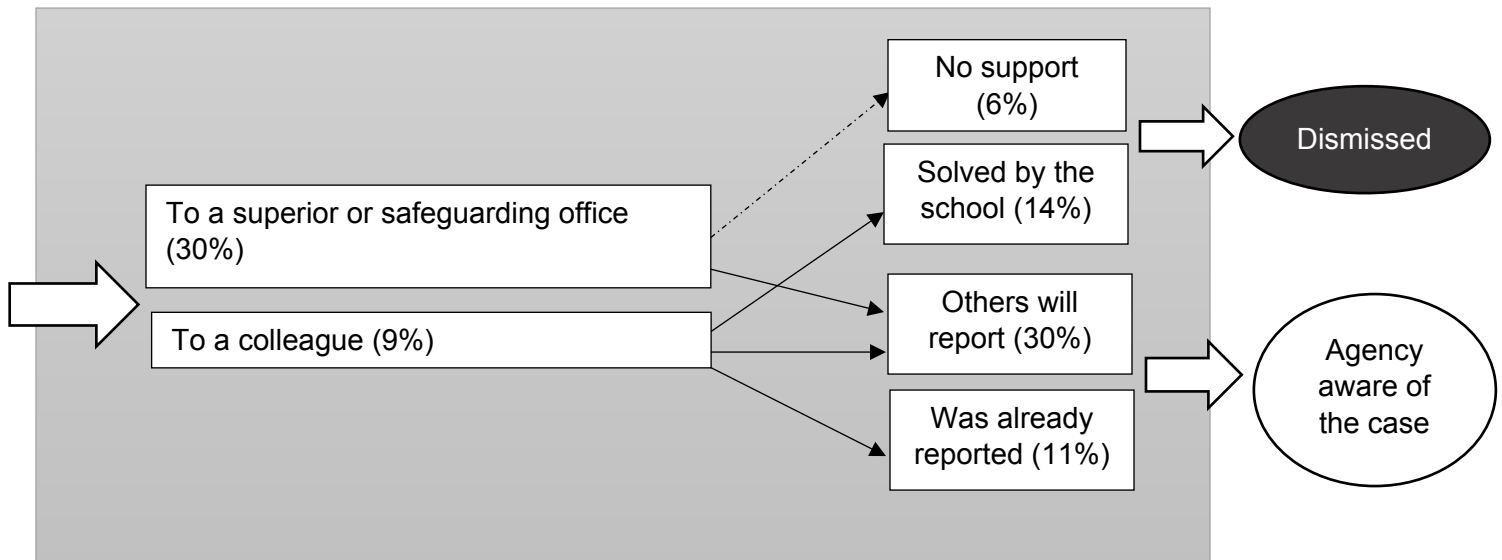 To a superior or safeguarding office
(30%)
To a colleague (9%)
No support
(6%)
Solved by the
school (14%)
Others will
report (30%)
Was already
reported (11%)
Dismissed
Agency
aware of
the case